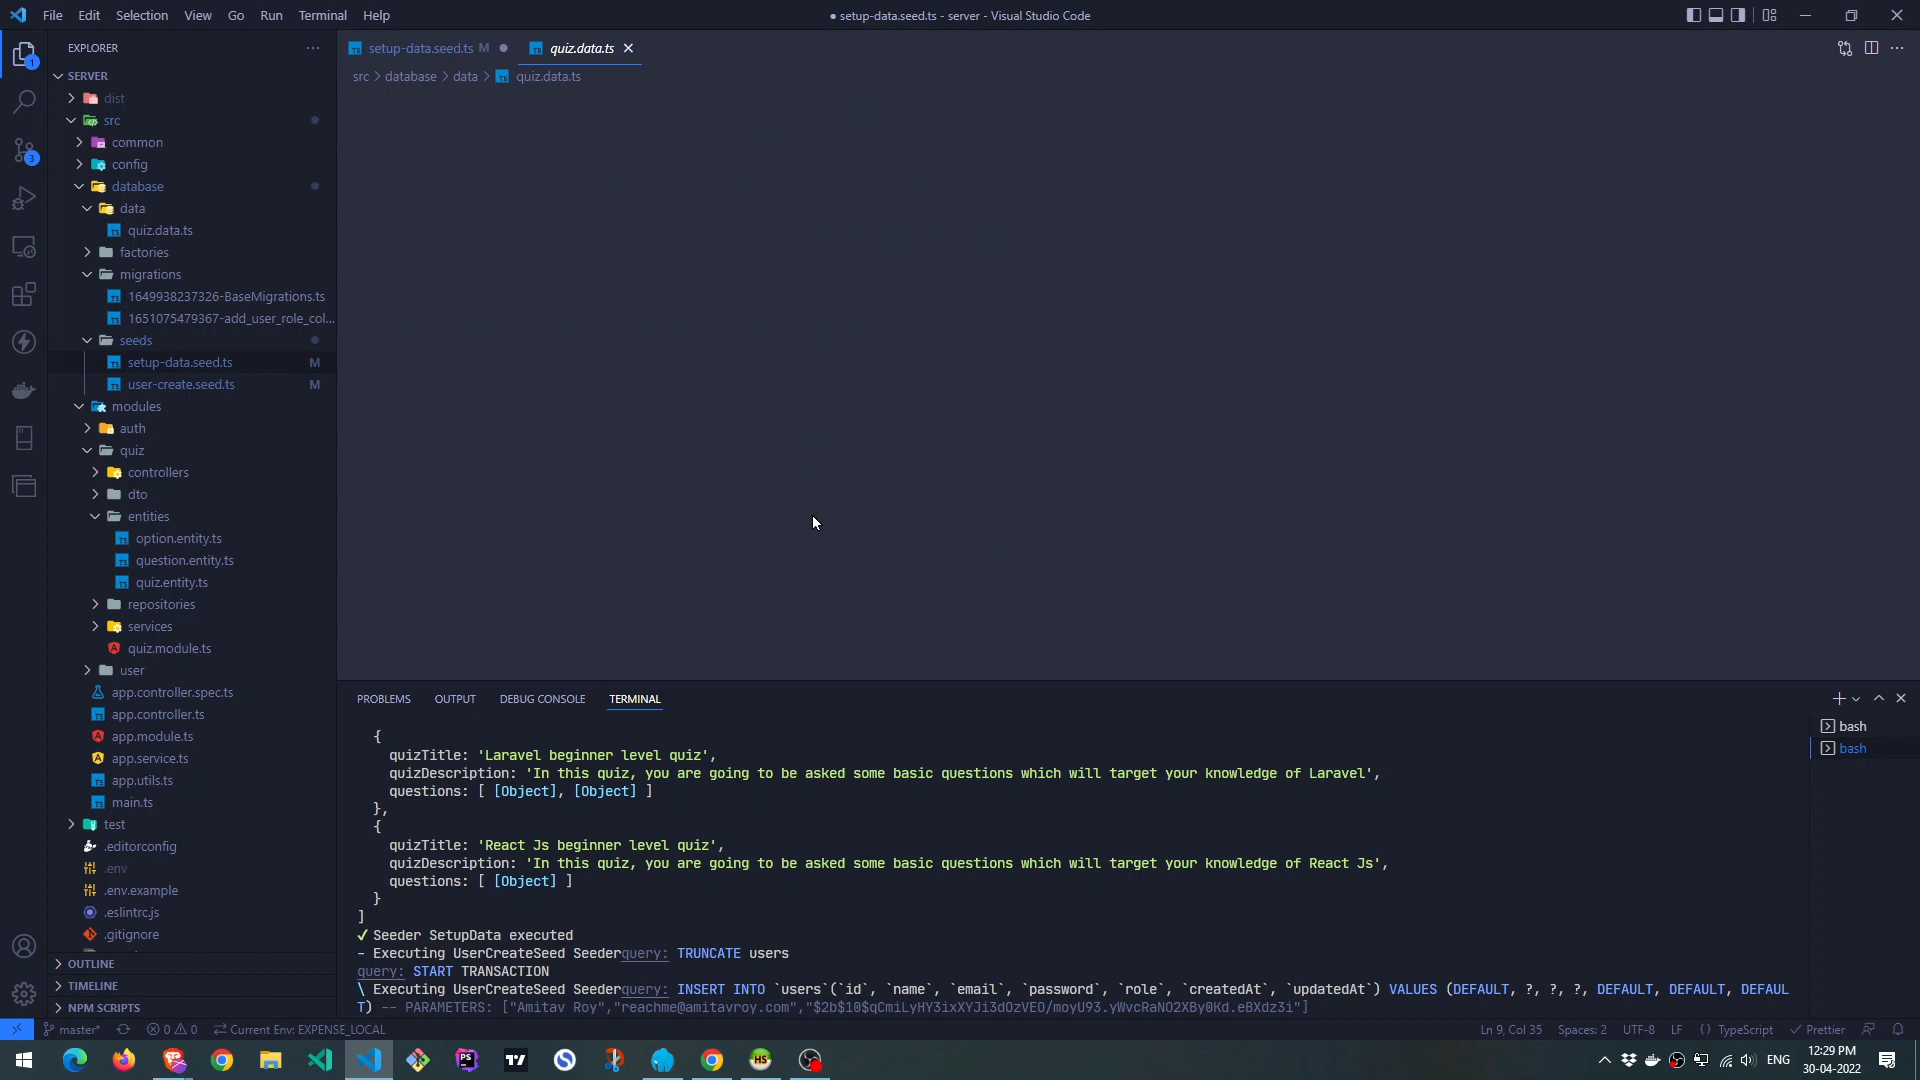 File Edit Selection View Go Run Terminal Help
● setup-data.seed.ts - server - Visual Studio Code
EXPLORER
setup-data.seed.ts M
quiz.data.ts
src > database > data > quiz.data.ts
1
3
SERVER
dist
src
common
config
database
data
quiz.data.ts
factories
migrations
1649938237326-BaseMigrations.ts
1651075479367-add_user_role_col...
seeds
setup-data.seed.ts M
user-create.seed.ts M
modules
auth
quiz
controllers
dto
entities
option.entity.ts
question.entity.ts
quiz.entity.ts
repositories
services
quiz.module.ts
user
app.controller.spec.ts
app.controller.ts
app.module.ts
app.service.ts
app.utils.ts
main.ts
test
.editorconfig
.env
.env.example
.eslintrc.js
.gitignore
OUTLINE
TIMELINE
NPM SCRIPTS
PROBLEMS OUTPUT DEBUG CONSOLE TERMINAL
bash
bash
{
quizTitle: 'Laravel beginner level quiz',
quizDescription: 'In this quiz, you are going to be asked some basic questions which will target your knowledge of Laravel',
questions: [ [Object], [Object] ]
},
{
quizTitle: 'React Js beginner level quiz',
quizDescription: 'In this quiz, you are going to be asked some basic questions which will target your knowledge of React Js',
questions: [ [Object] ]
}
]
✔ Seeder SetupData executed
- Executing UserCreateSeed Seederquery: TRUNCATE users
query: START TRANSACTION
\ Executing UserCreateSeed Seederquery: INSERT INTO `users`(`id`, `name`, `email`, `password`, `role`, `createdAt`, `updatedAt`) VALUES (DEFAULT, ?, ?, ?, DEFAULT, DEFAULT, DEFAUL
T) -- PARAMETERS: ["Amitav Roy","reachme@amitavroy.com","$2b$10$qCmiLyHY3ixXYJi3dOzVEO/moyU93.yWvcRaNO2XBy0Kd.eBXdz3i"]
master* 0 0 Current Env: EXPENSE_LOCAL
Ln 9, Col 35 Spaces: 2 UTF-8 LF {} TypeScript Prettier
ENG
12:29 PM
30-04-2022